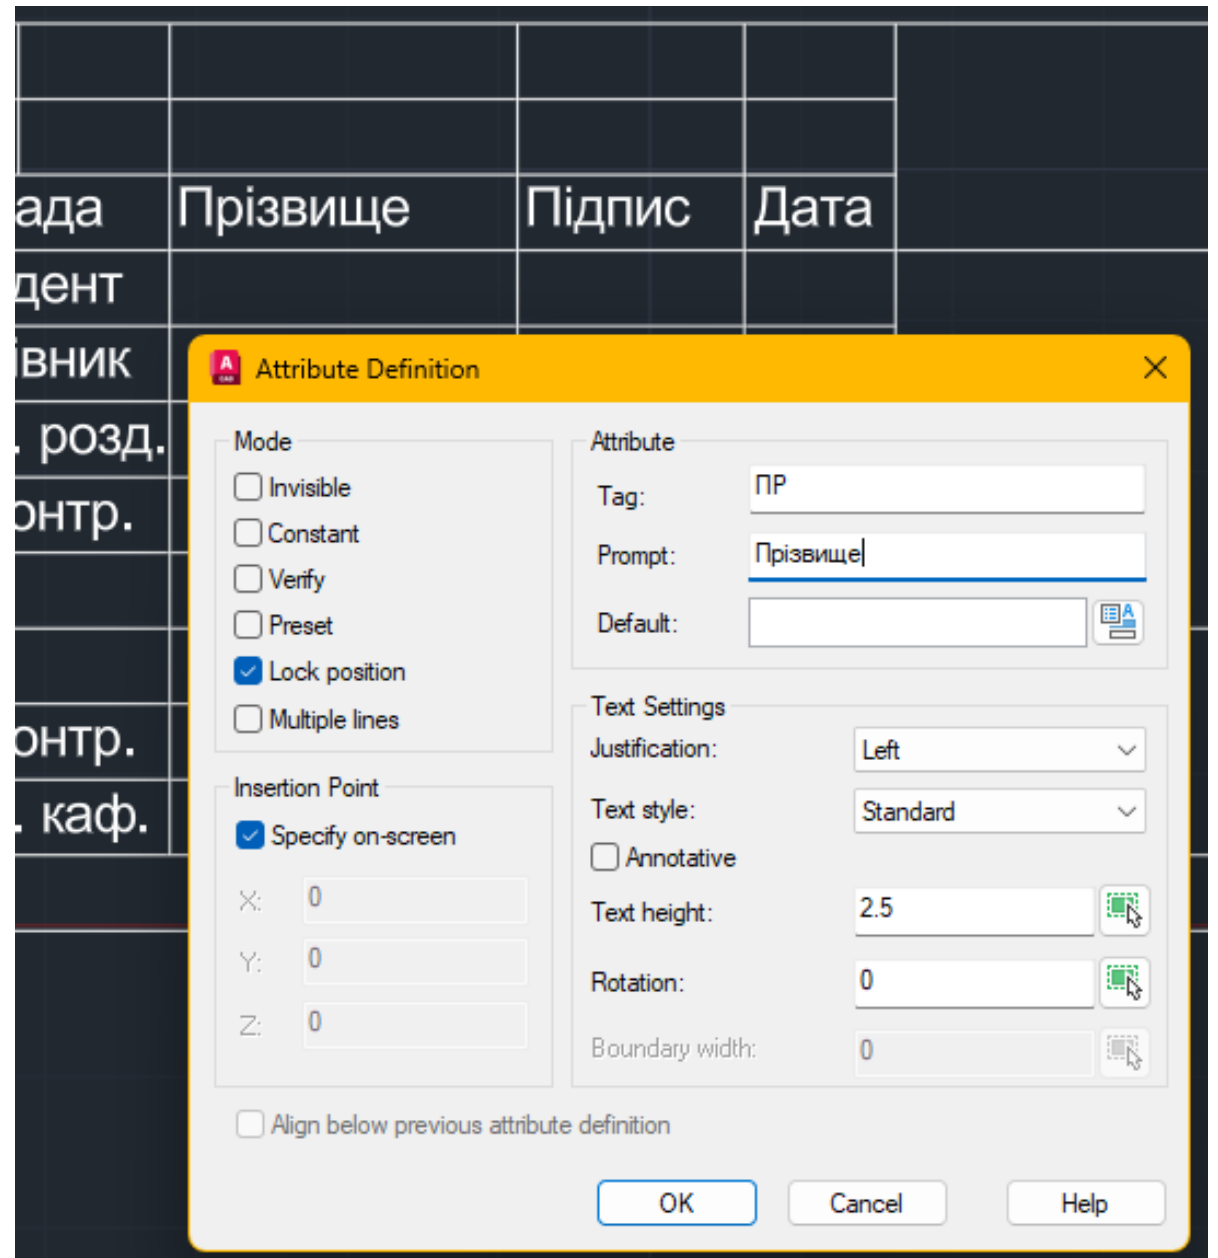 ада Прізвище Підпис Дата
дент
івник
. розд.
онтр.
онтр.
. каф.
Attribute Definition
Mode
Invisible
Constant
Verify
Preset
Lock position
Multiple lines
Insertion Point
Specify on-screen
X: 0
Y: 0
Z: 0
Attribute
Tag: ПР
Prompt: Прізвище
Default:
Text Settings
Justification: Left
Text style: Standard
Annotative
Text height: 2.5
Rotation: 0
Boundary width: 0
Align below previous attribute definition
OK Cancel Help